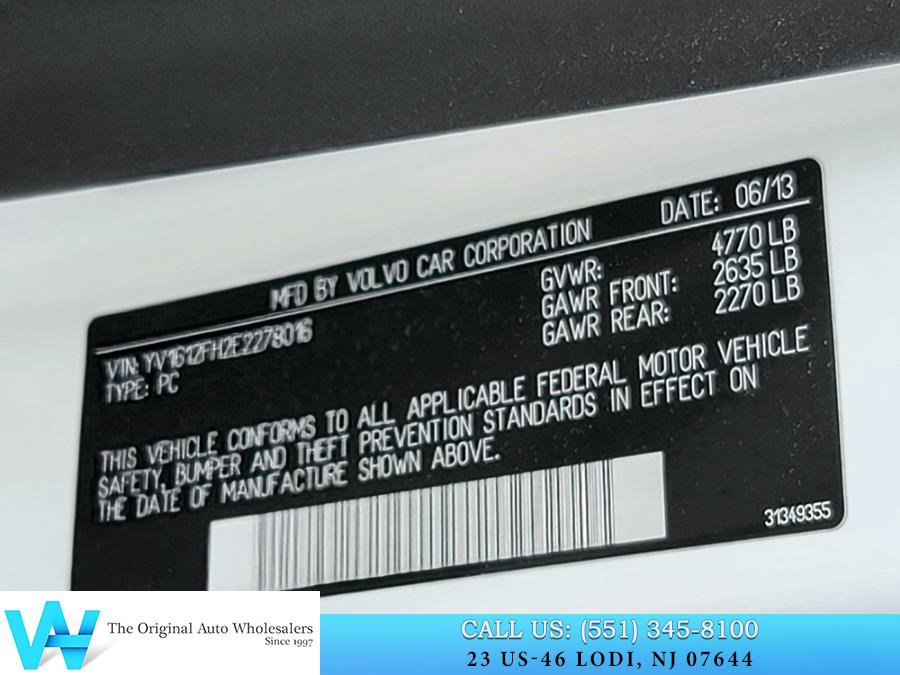 DATE: 06/13
MFD BY VOLVO CAR CORPORATION
GVWR: 4770 LB
GAWR FRONT: 2635 LB
GAWR REAR: 2270 LB
VIN: YV1612FH2E2278016
TYPE: PC
THIS VEHICLE CONFORMS TO ALL APPLICABLE FEDERAL MOTOR VEHICLE
SAFETY, BUMPER AND THEFT PREVENTION STANDARDS IN EFFECT ON
THE DATE OF MANUFACTURE SHOWN ABOVE.
31349355
The Original Auto Wholesalers
Since 1997
CALL US: (551) 345-8100
23 US-46 LODI, NJ 07644